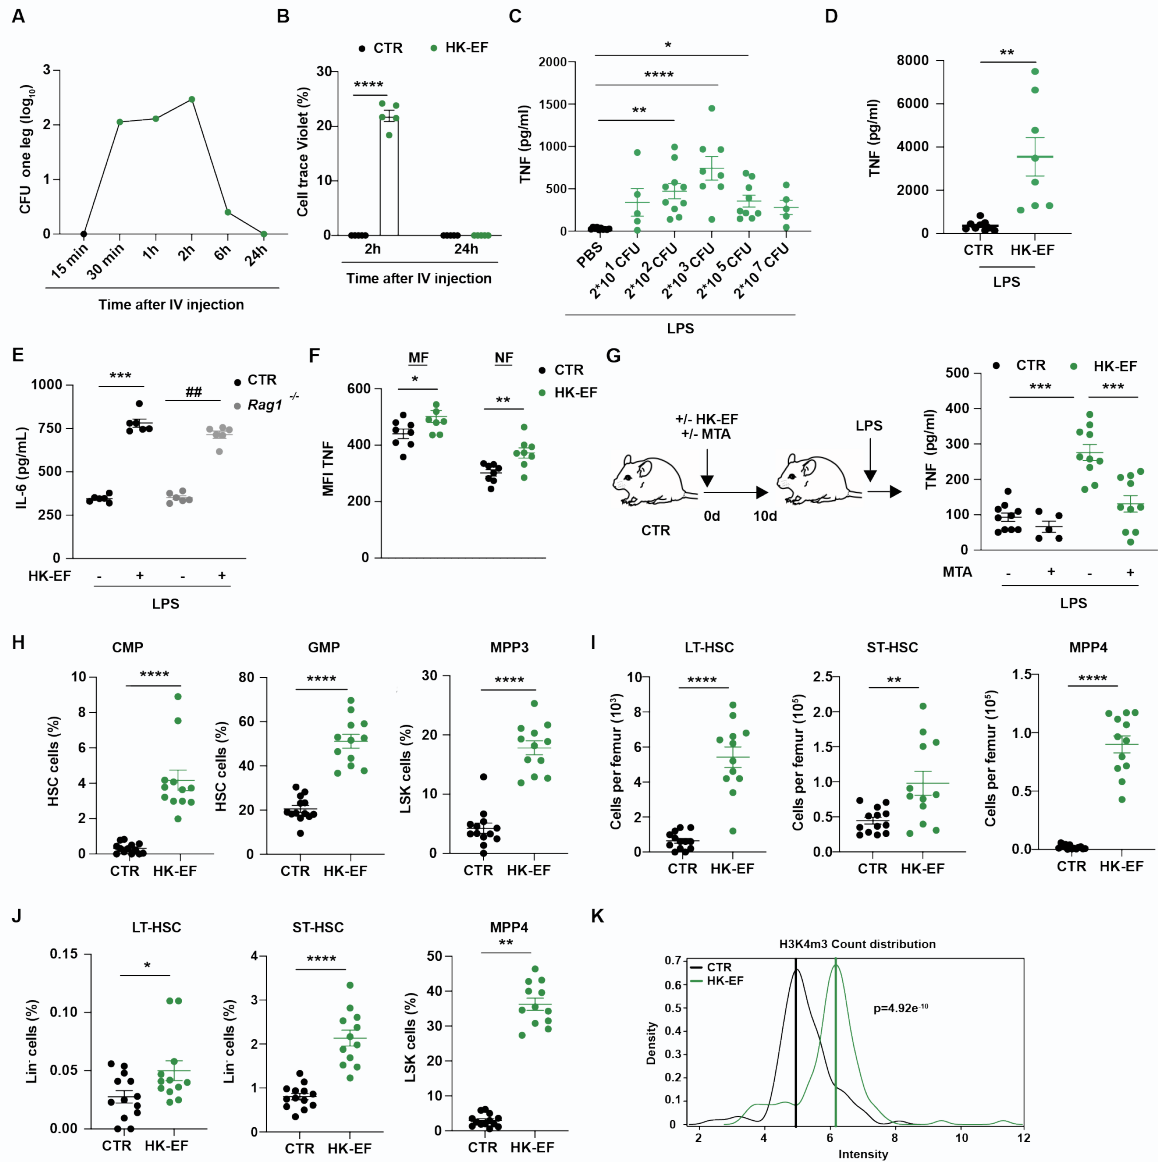 A
CFU one leg (log10)
3
2
1
0
15 min
30 min
1h
2h
6h
24h
Time after IV injection
B
CTR
HK-EF
Cell trace Violet (%)
30
20
10
0
****
2h
24h
Time after IV injection
C
TNF
(pg/ml)
2000
1500
1000
500
0
*
****
**
PBS
2*10 1 CFU
2*10 2 CFU
2*10 3 CFU
2*10 5 CFU
2*10 7 CFU
LPS
D
TNF
(pg/ml)
8000
6000
4000
2000
0
**
CTR
HK-EF
LPS
E
IL-6 (pg/mL)
1000
750
500
250
0
***
##
CTR
Rag1 -/-
HK-EF
-
+
-
+
LPS
F
MFI TNF
600
400
200
0
MF
*
NF
**
CTR
HK-EF
G
+/- HK-EF
+/- MTA
LPS
CTR
0d
10d
CTR
HK-EF
TNF (pg/ml)
500
400
300
200
100
0
***
***
MTA
-
+
-
+
LPS
H
CMP
HSC cells (%)
10
8
6
4
2
0
****
CTR
HK-EF
GMP
HSC cells (%)
80
60
40
20
0
****
CTR
HK-EF
MPP3
LSK cells (%)
30
20
10
0
****
CTR
HK-EF
I
LT-HSC
Cells per femur (10³)
10
8
6
4
2
0
****
CTR
HK-EF
ST-HSC
Cells per femur (10⁵)
2.5
2.0
1.5
1.0
0.5
0.0
**
CTR
HK-EF
MPP4
Cells per femur (10⁵)
1.5
1.0
0.5
0.0
****
CTR
HK-EF
J
LT-HSC
Lin⁻ cells (%)
0.15
0.10
0.05
0.00
*
CTR
HK-EF
ST-HSC
Lin⁻ cells (%)
4
3
2
1
0
****
CTR
HK-EF
MPP4
LSK cells (%)
50
40
30
20
10
0
**
CTR
HK-EF
K
H3K4m3 Count distribution
CTR
HK-EF
p=4.92e⁻¹⁰
Density
0.7
0.6
0.5
0.4
0.3
0.2
0.1
0
2
4
6
8
10
12
Intensity